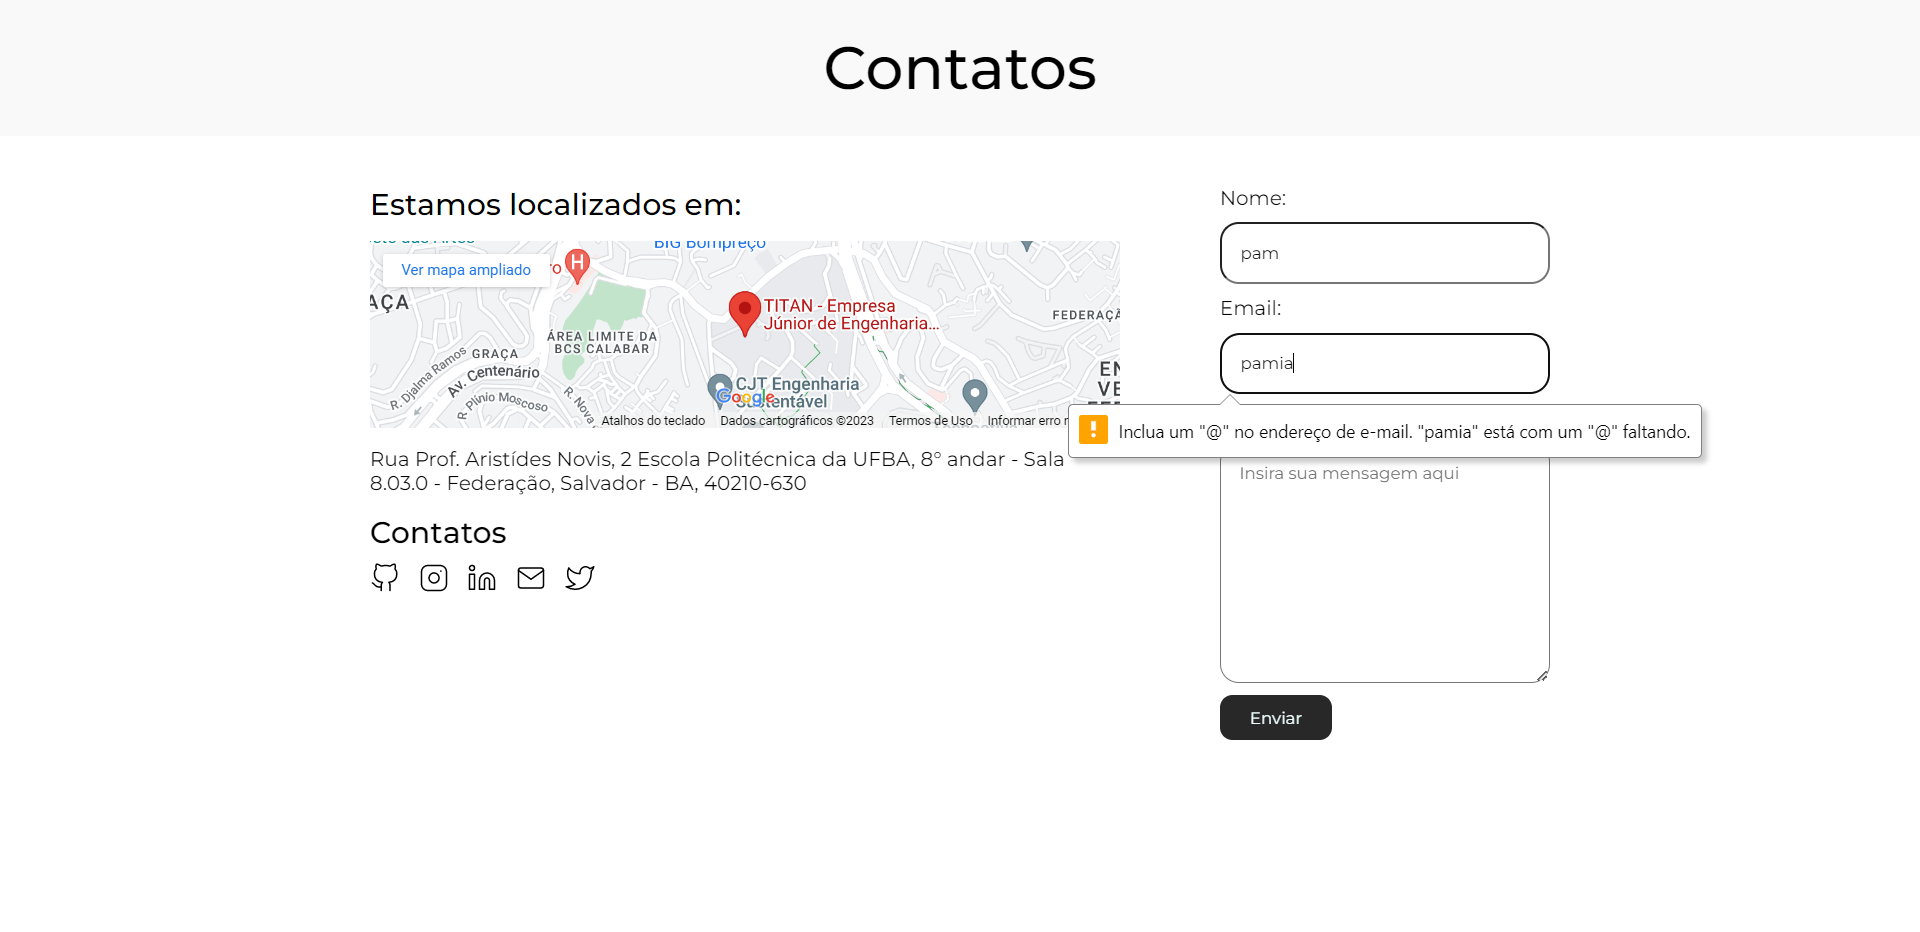 Contatos
Estamos localizados em:
BIG Bompreço
Ver mapa ampliado
H
AÇA
TITAN - Empresa
Júnior de Engenharia...
ÁREA LIMITE DA
BCS CALABAR
GRAÇA
R. Djalma Ramos
Av. Centenário
R. Plínio Moscoso
R. Nova
FEDERAÇÃ
EN
VE
CJT Engenharia
Sustentável
Google
Atalhos do teclado
Dados cartográficos ©2023
Termos de Uso
Informar erro
Rua Prof. Aristídes Novis, 2 Escola Politécnica da UFBA, 8° andar - Sala
8.03.0 - Federação, Salvador - BA, 40210-630
Contatos
Nome:
pam
Email:
pamia
Inclua um "@" no endereço de e-mail. "pamia" está com um "@" faltando.
Insira sua mensagem aqui
Enviar